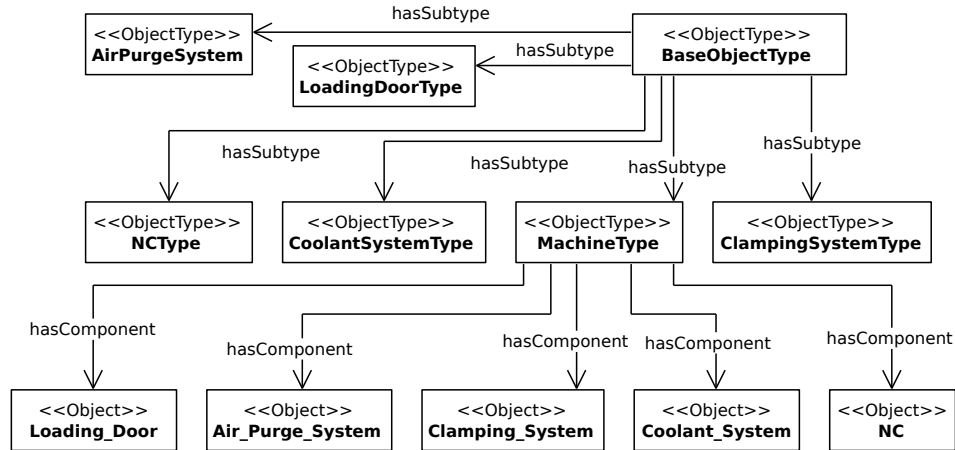 hasSubtype
<<ObjectType>>
AirPurgeSystem
<<ObjectType>>
BaseObjectType
hasSubtype
<<ObjectType>>
LoadingDoorType
hasSubtype
hasSubtype
hasSubtype
hasSubtype
<<ObjectType>>
NCType
<<ObjectType>>
CoolantSystemType
<<ObjectType>>
MachineType
<<ObjectType>>
ClampingSystemType
hasComponent
hasComponent
hasComponent
hasComponent
hasComponent
<<Object>>
Loading_Door
<<Object>>
Air_Purge_System
<<Object>>
Clamping_System
<<Object>>
Coolant_System
<<Object>>
NC